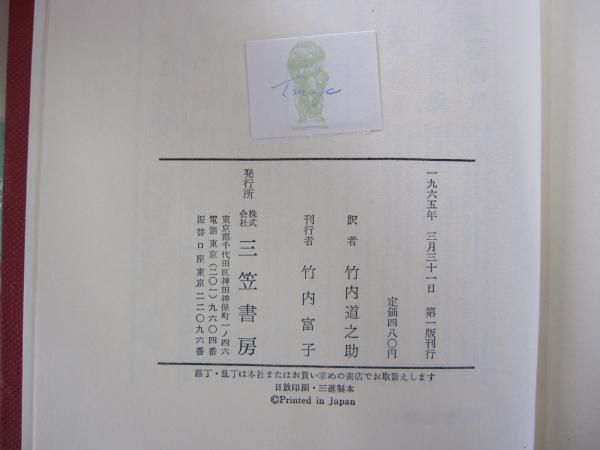 一九六五年 三月三十一日 第一版刊行
定価四八〇円
訳者 竹内道之助
刊行者 竹内富子
発行所 株式会社 三笠書房
東京都千代田区神田神保町一ノ四六
電話東京(二〇一)九六〇四番
振替口座東京二二〇九六番
落丁・乱丁は本社またはお買い求めの書店でお取替えします
日放印刷・三進製本
©Printed in Japan